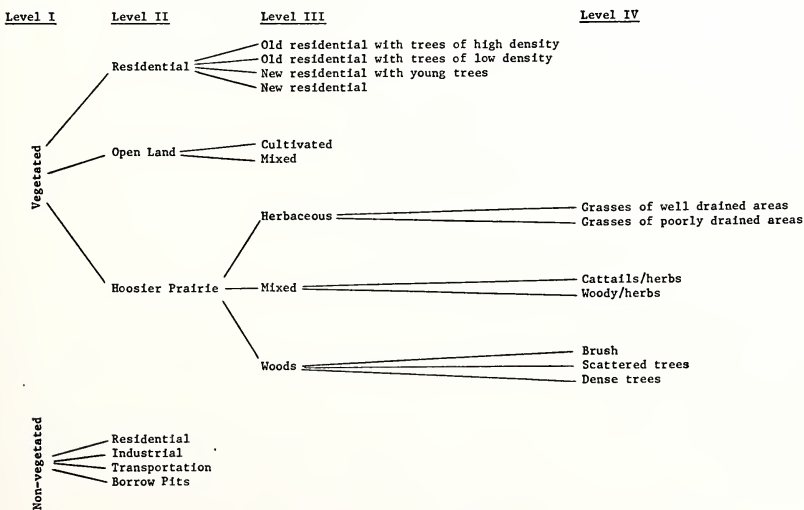 Level I Level II Level III Level IV
Old residential with trees of high density
Residential Old residential with trees of low density
New residential with young trees
New residential
Vegetated
Open Land Cultivated
Mixed
Herbaceous Grasses of well drained areas
Grasses of poorly drained areas
Hoosier Prairie Mixed Cattails/herbs
Woody/herbs
Woods Brush
Scattered trees
Dense trees
Non-vegetated
Residential
Industrial
Transportation
Borrow Pits